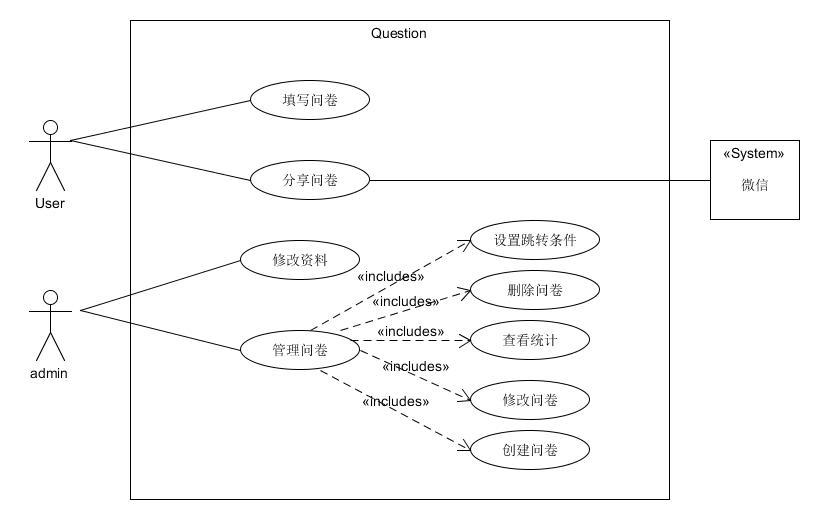 Question
填写问卷
«System»
微信
User
分享问卷
设置跳转条件
修改资料
«includes»
删除问卷
«includes»
查看统计
«includes»
管理问卷
admin
«includes»
修改问卷
«includes»
创建问卷